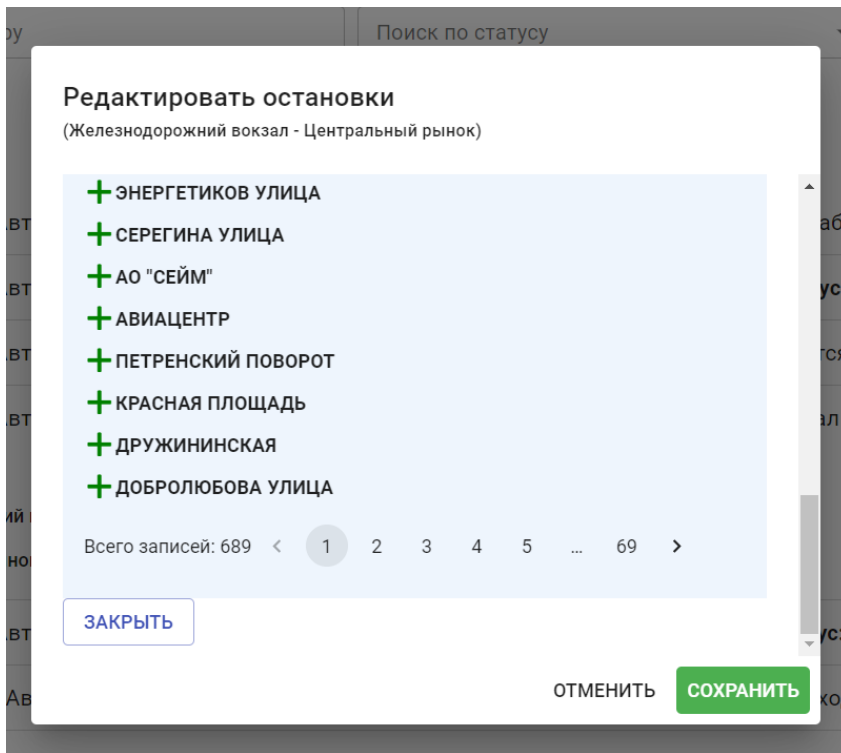 Поиск по статусу
Редактировать остановки
(Железнодорожний вокзал - Центральный рынок)
ЭНЕРГЕТИКОВ УЛИЦА
СЕРЕГИНА УЛИЦА
АО "СЕЙМ"
АВИАЦЕНТР
ПЕТРЕНСКИЙ ПОВОРОТ
КРАСНАЯ ПЛОЩАДЬ
ДРУЖИНИНСКАЯ
ДОБРОЛЮБОВА УЛИЦА
Всего записей: 689 < 1 2 3 4 5 ... 69 >
ЗАКРЫТЬ
ОТМЕНИТЬ СОХРАНИТЬ